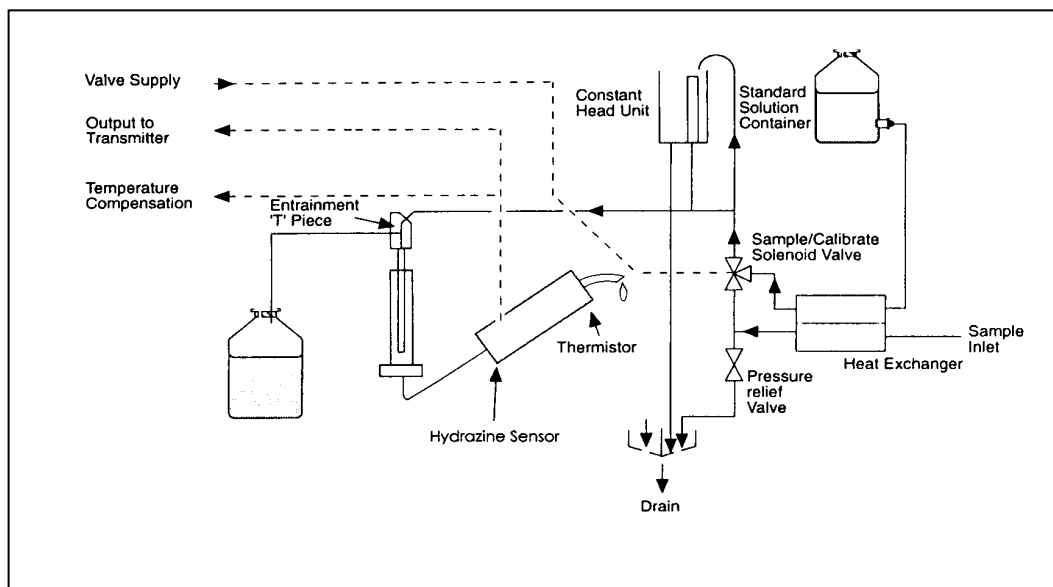 Valve Supply
Output to
Transmitter
Temperature
Compensation
Entrainment
'T' Piece
Constant
Head Unit
Standard
Solution
Container
Sample/Calibrate
Solenoid Valve
Thermistor
Sample
Inlet
Heat Exchanger
Pressure
relief
Valve
Hydrazine Sensor
Drain